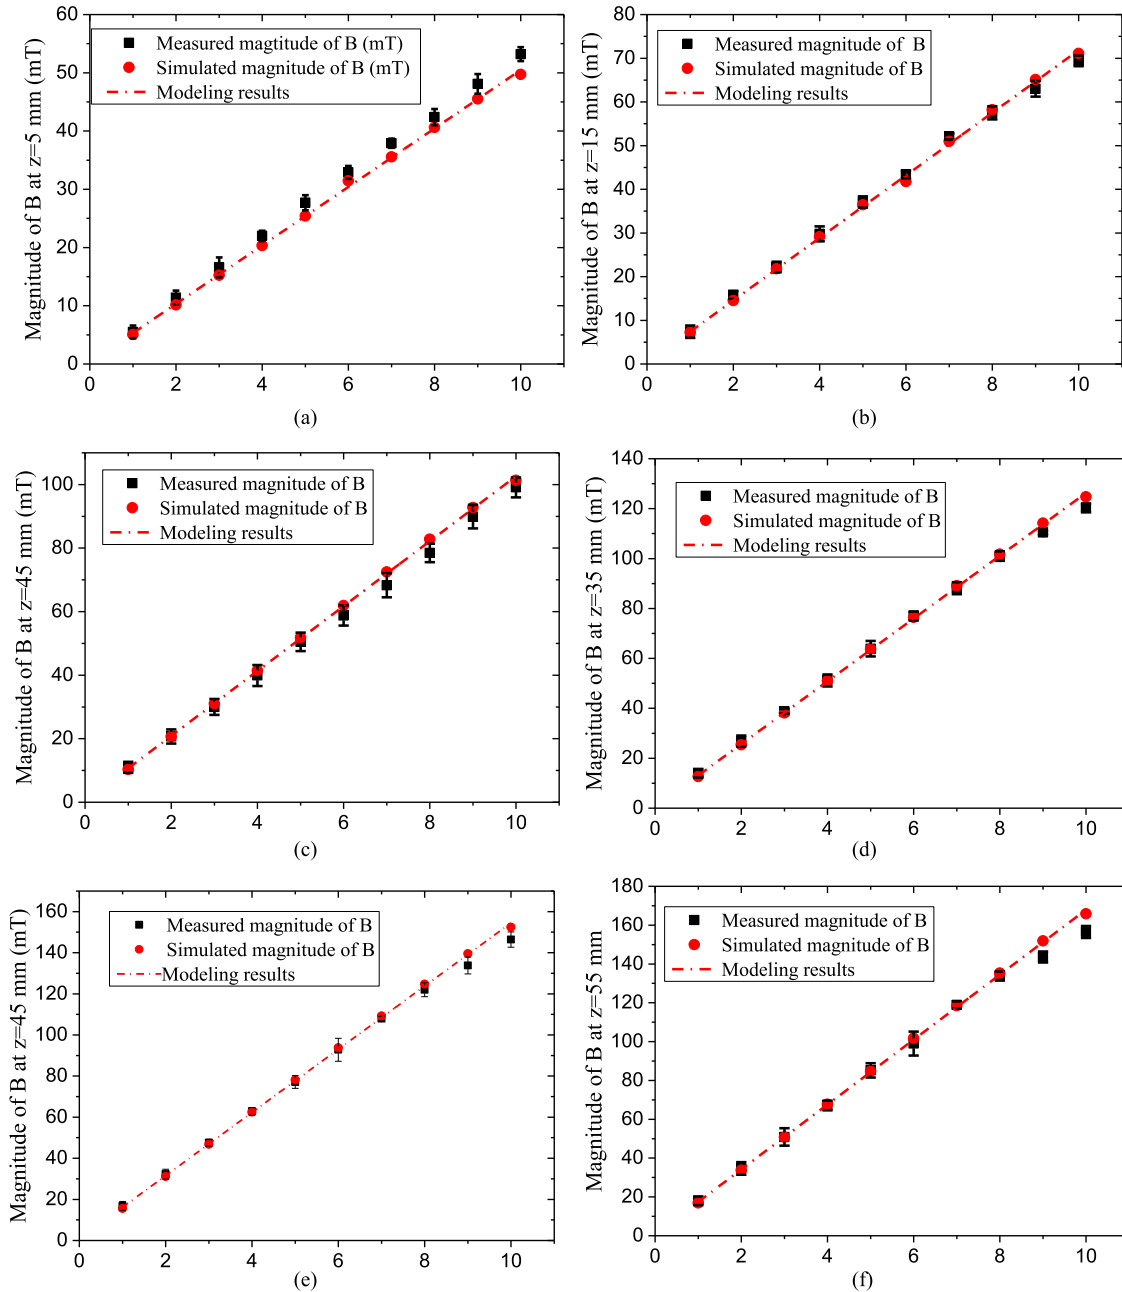 Measured magtitude of B (mT)
Simulated magnitude of B (mT)
Modeling results
Magnitude of B at z=5 mm (mT)
60
50
40
30
20
10
0
0 2 4 6 8 10
(a)
Measured magnitude of  B
Simulated magnitude of B
Modeling results
Magnitude of B at z=15 mm (mT)
80
70
60
50
40
30
20
10
0
0 2 4 6 8 10
(b)
Measured magnitude of B
Simulated magnitude of B
Modeling results
Magnitude of B at z=45 mm (mT)
100
80
60
40
20
0
0 2 4 6 8 10
(c)
Measured magnitude of B
Simulated magnitude of B
Modeling results
Magnitude of B at z=35 mm (mT)
140
120
100
80
60
40
20
0
0 2 4 6 8 10
(d)
Measured magnitude of B
Simulated magnitude of B
Modeling results
Magnitude of B at z=45 mm (mT)
160
140
120
100
80
60
40
20
0
0 2 4 6 8 10
(e)
Measured magnitude of B
Simulated magnitude of B
Modeling results
Magnitude of B at z=55 mm
180
160
140
120
100
80
60
40
20
0
0 2 4 6 8 10
(f)